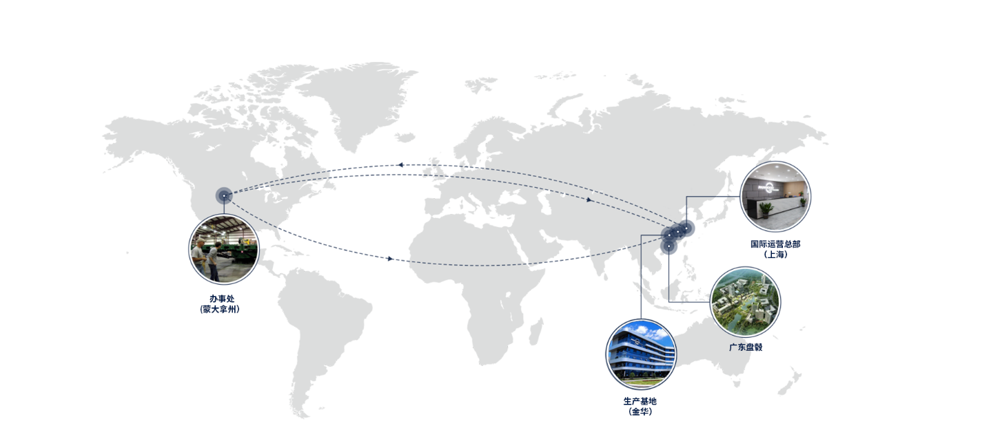 国际运营总部
（上海）
办事处
(蒙大拿州）
广东盘毂
生产基地
（金华）